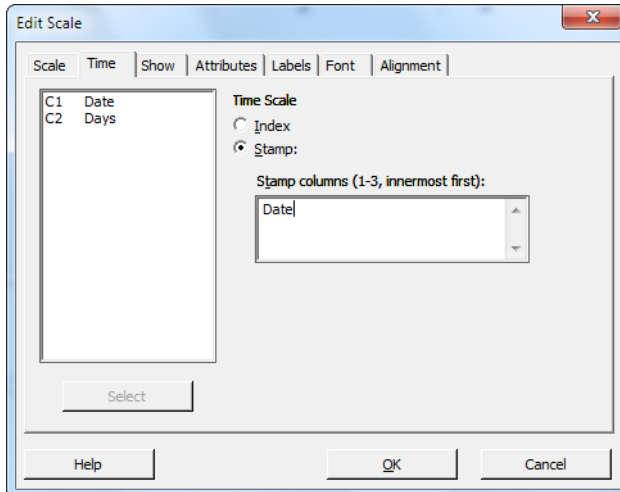 Edit Scale
x
Scale Time Show Attributes Labels Font Alignment
C1 Date
C2 Days
Time Scale
Index
Stamp:
Stamp columns (1-3, innermost first):
Date
Select
Help OK Cancel